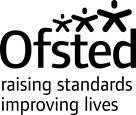 Ofsted
raising standards
improving lives